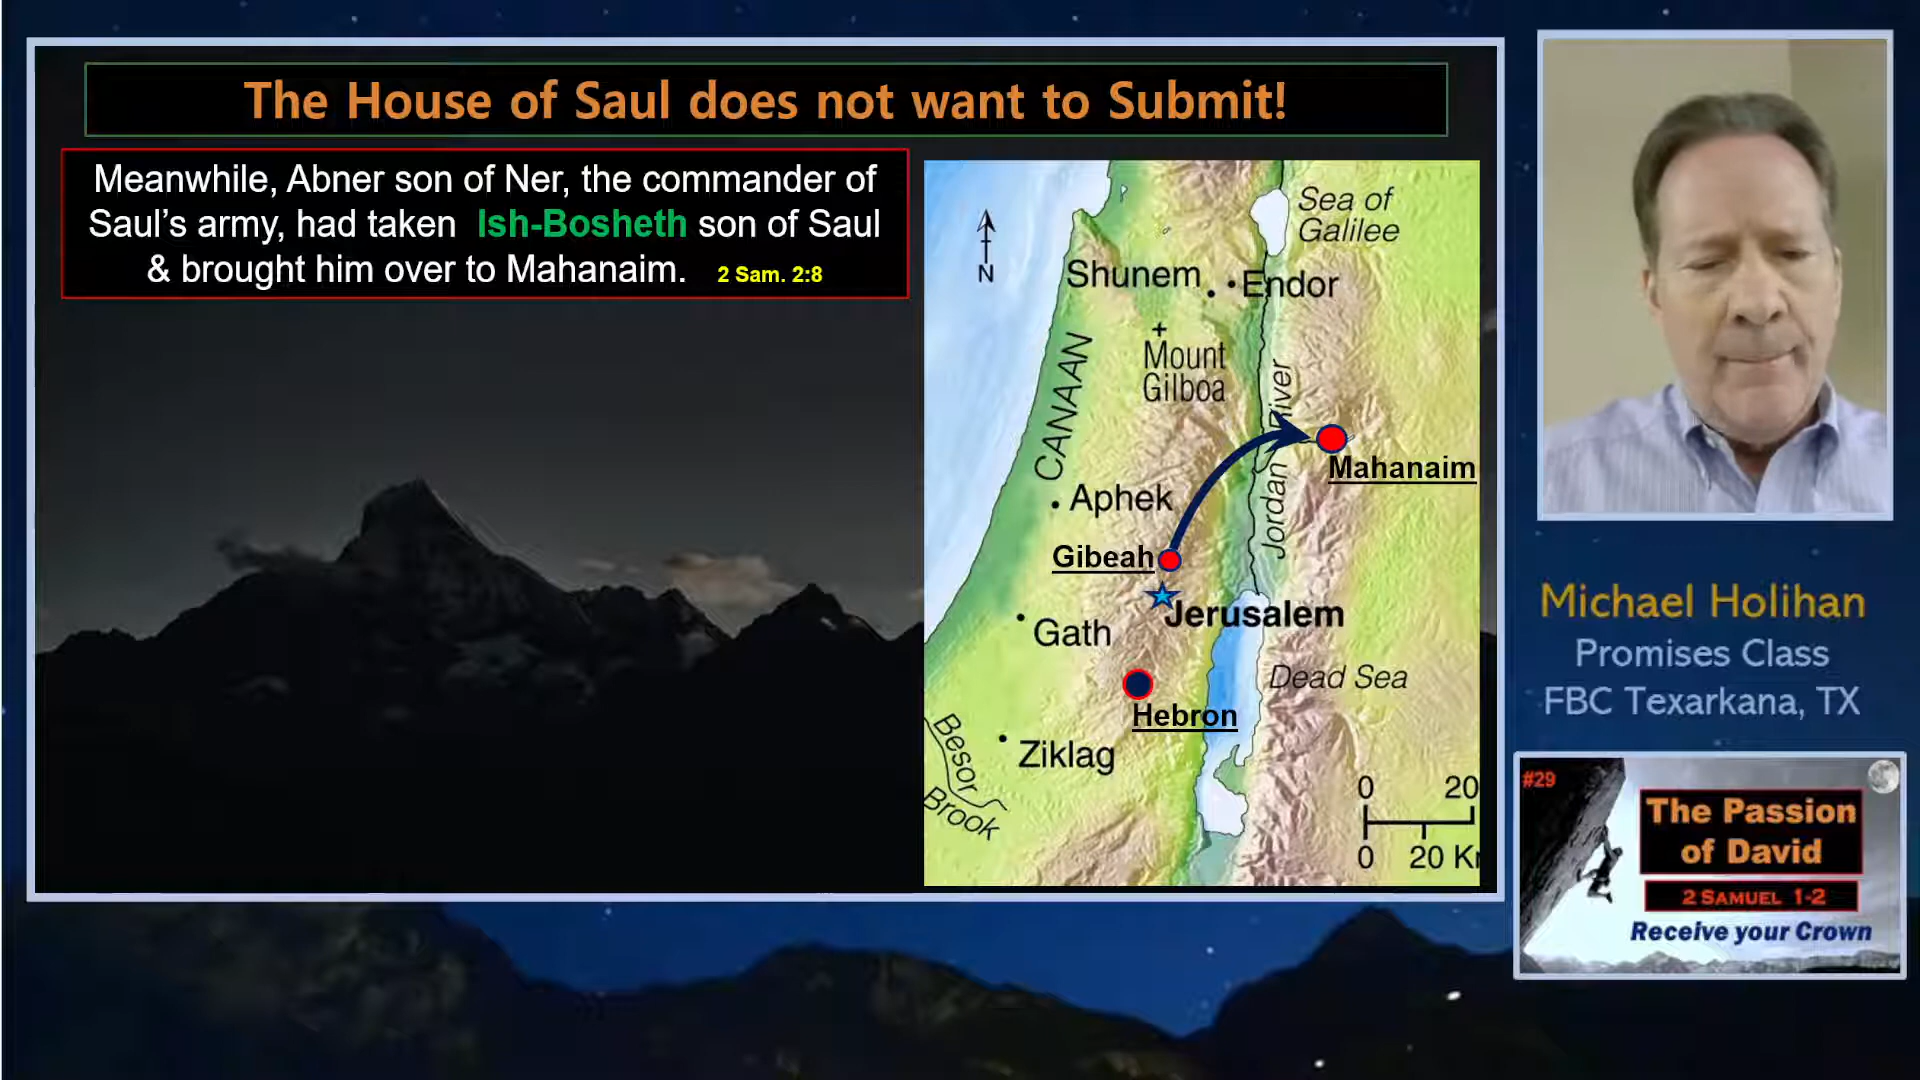 The House of Saul does not want to Submit!
Meanwhile, Abner son of Ner, the commander of
Saul’s army, had taken Ish-Bosheth son of Saul
& brought him over to Mahanaim. 2 Sam. 2:8
Sea of
Galilee
N
Shunem
Endor
Mount
Gilboa
CANAAN
Jordan River
Mahanaim
Aphek
Gibeah
Jerusalem
Gath
Dead Sea
Hebron
Ziklag
Besor
Brook
0 20
0 20 K
Michael Holihan
Promises Class
FBC Texarkana, TX
#29
The Passion
of David
2 SAMUEL 1-2
Receive your Crown